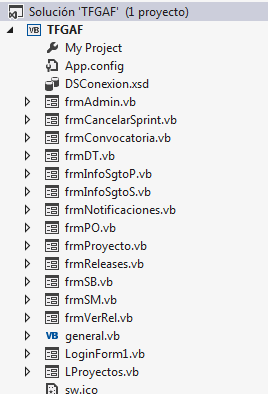 Solución 'TFGAF' (1 proyecto)
VB TFGAF
My Project
App.config
DSConexion.xsd
frmAdmin.vb
frmCancelarSprint.vb
frmConvocatoria.vb
frmDT.vb
frmInfoSgtoP.vb
frmInfoSgtoS.vb
frmNotificaciones.vb
frmPO.vb
frmProyecto.vb
frmReleases.vb
frmSB.vb
frmSM.vb
frmVerRel.vb
VB general.vb
LoginForm1.vb
LProyectos.vb
sw.ico